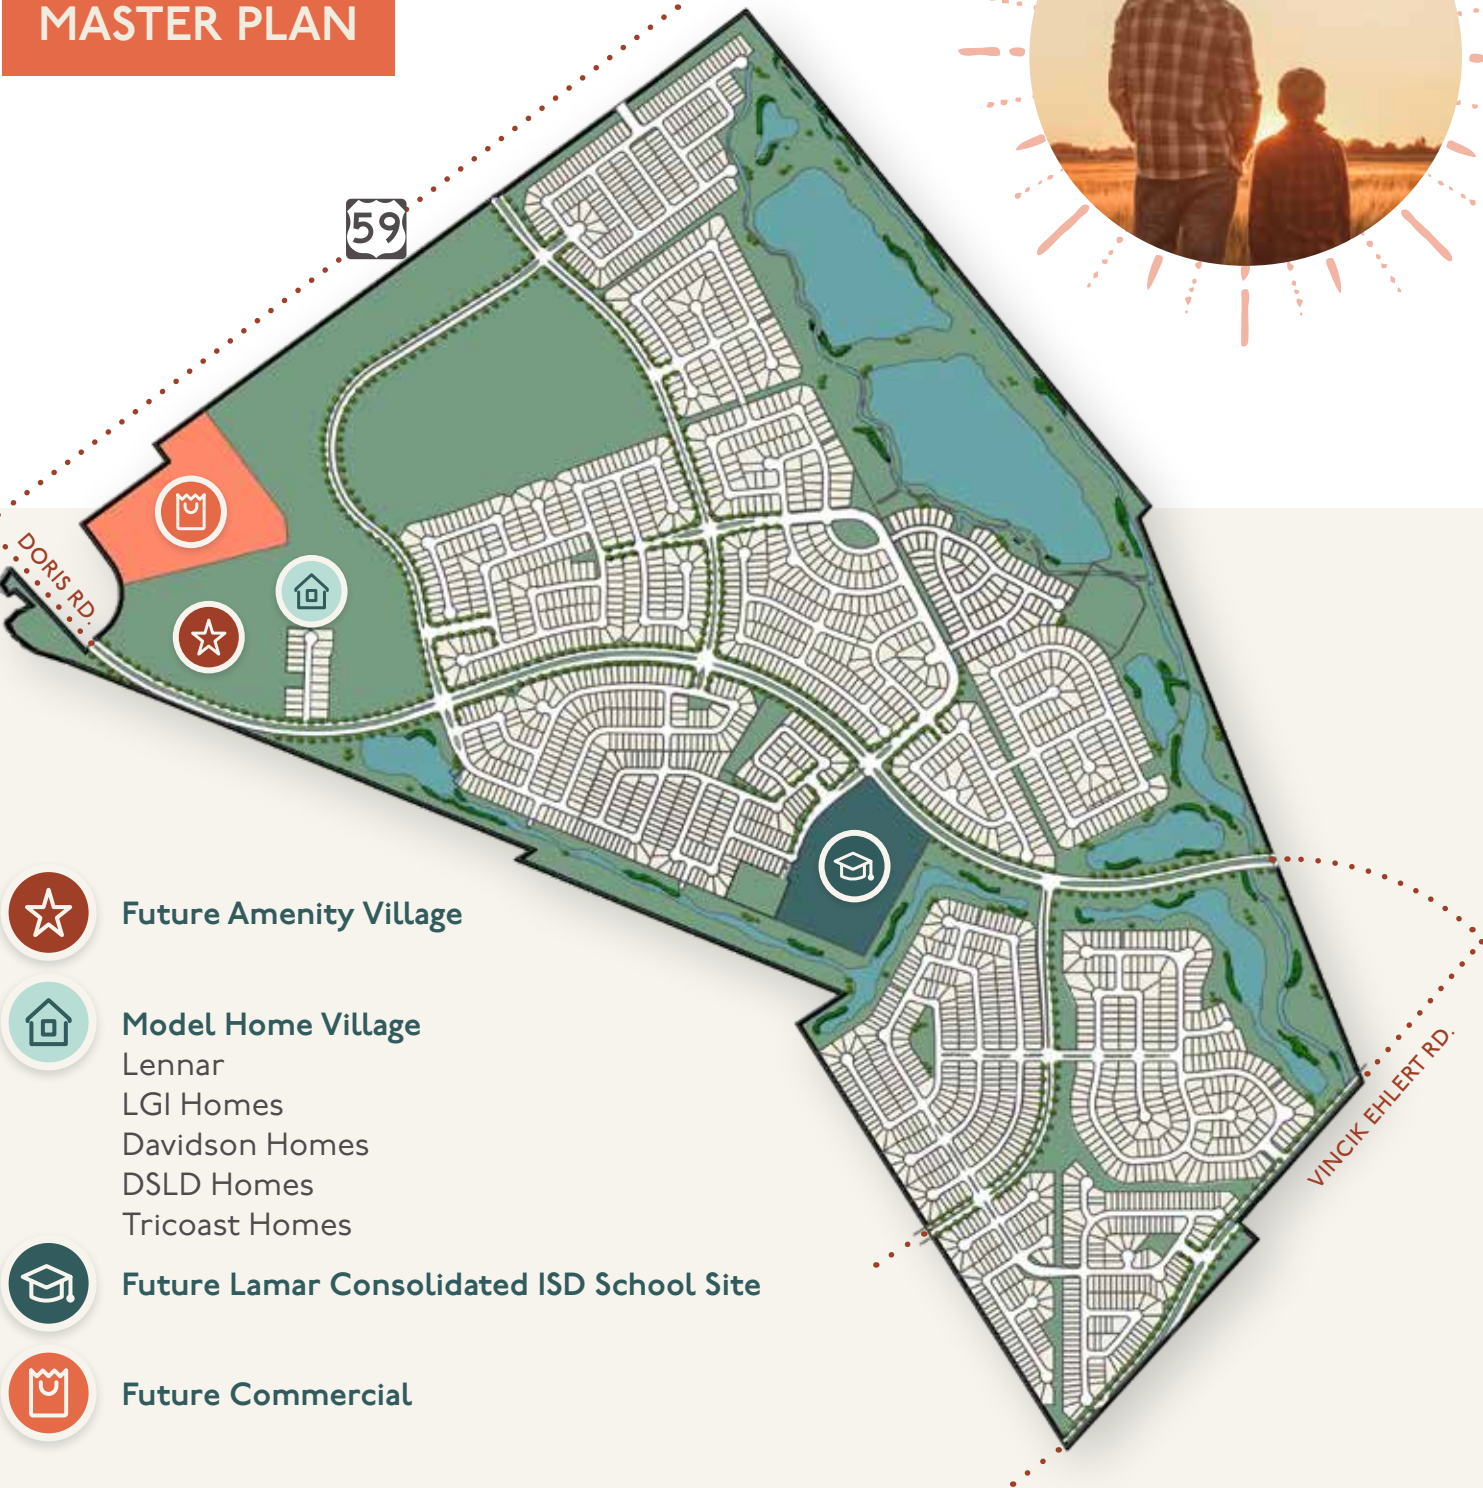 MASTER PLAN
59
DORIS RD.
VINCIK EHLERT RD.
Future Amenity Village
Model Home Village
Lennar
LGI Homes
Davidson Homes
DSLD Homes
Tricoast Homes
Future Lamar Consolidated ISD School Site
Future Commercial